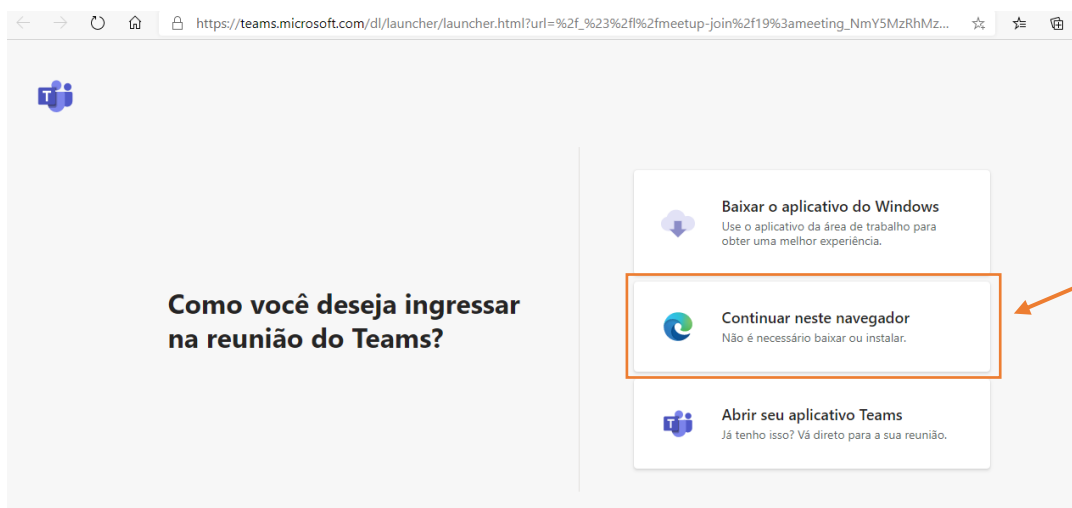 https://teams.microsoft.com/dl/launcher/launcher.html?url=%2f_%23%2fl%2fmeetup-join%2f19%3ameeting_NmY5MzRhMz...
Como você deseja ingressar
na reunião do Teams?
Baixar o aplicativo do Windows
Use o aplicativo da área de trabalho para
obter uma melhor experiência.
Continuar neste navegador
Não é necessário baixar ou instalar.
Abrir seu aplicativo Teams
Já tenho isso? Vá direto para a sua reunião.